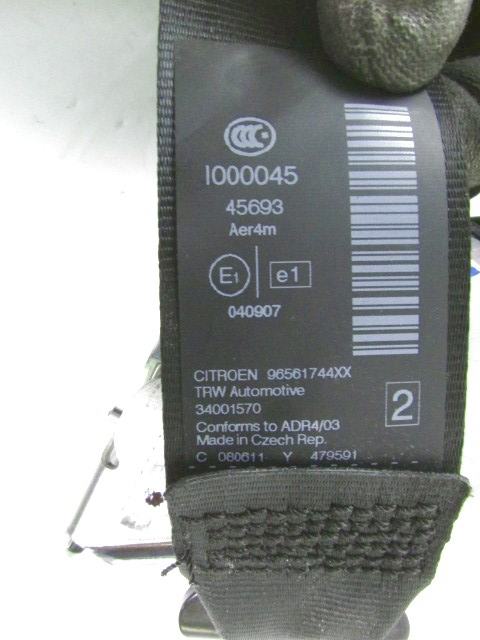 CCC
I000045
45693
Aer4m
E1 e1
040907
CITROEN 96561744XX
TRW Automotive
34001570
2
Conforms to ADR4/03
Made in Czech Rep.
C 080611 Y 479591